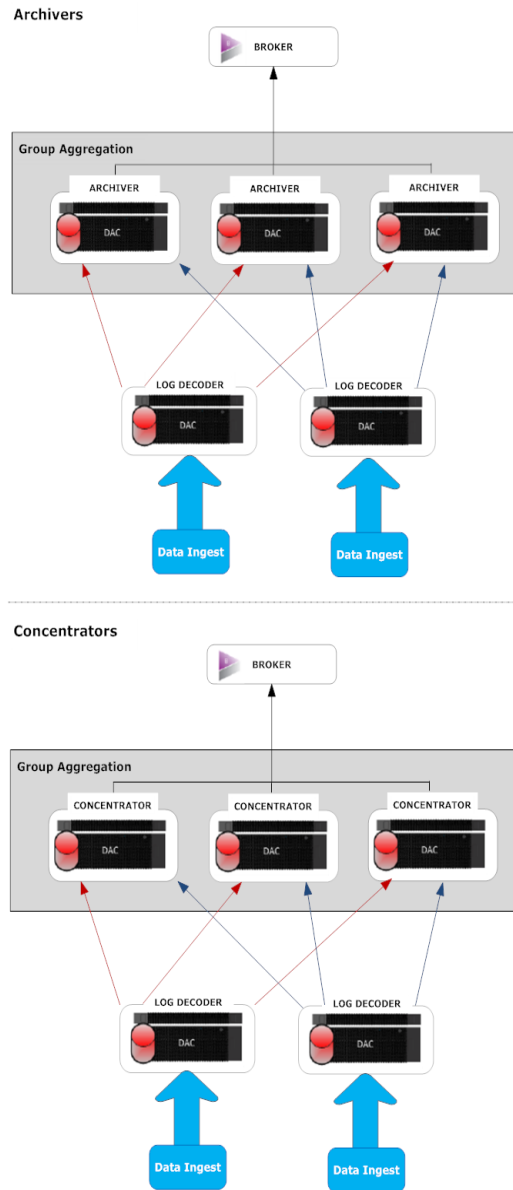 Archivers
BROKER
Group Aggregation
ARCHIVER
ARCHIVER
ARCHIVER
DAC
DAC
DAC
LOG DECODER
LOG DECODER
DAC
DAC
Data Ingest
Data Ingest
Concentrators
BROKER
Group Aggregation
CONCENTRATOR
CONCENTRATOR
CONCENTRATOR
DAC
DAC
DAC
LOG DECODER
LOG DECODER
DAC
DAC
Data Ingest
Data Ingest